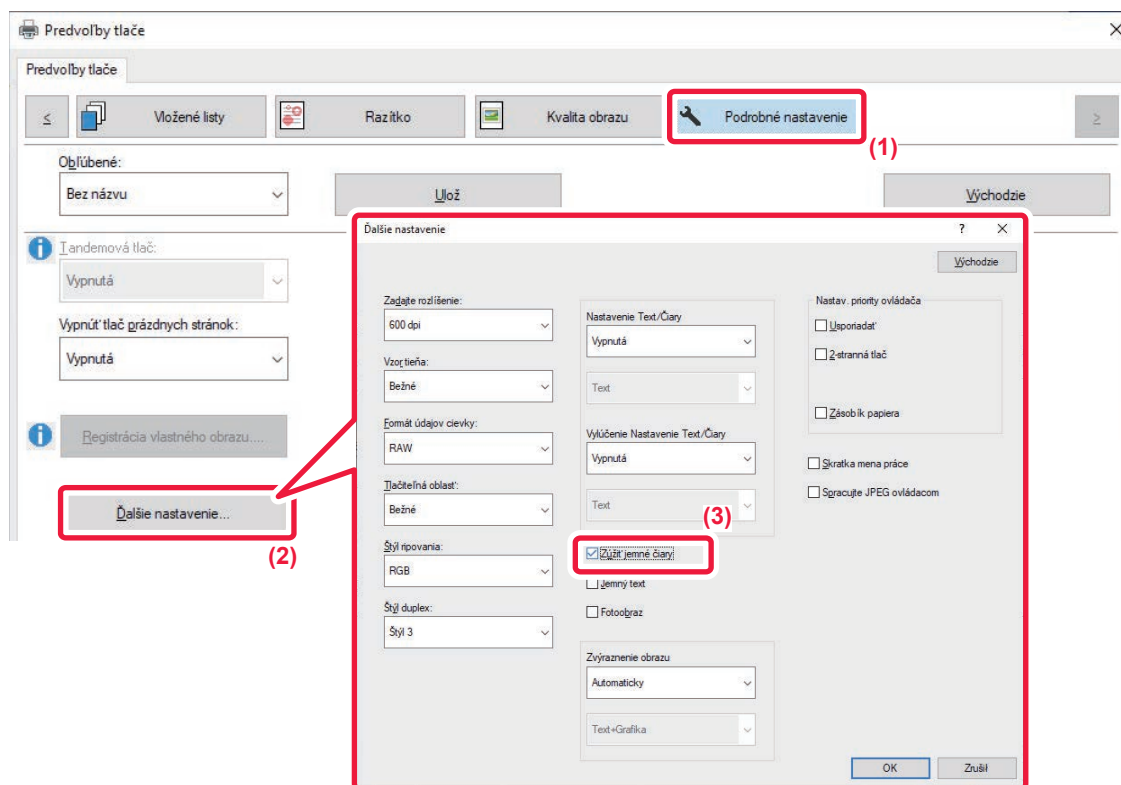 Predvoľby tlače
Predvoľby tlače
<
Vložené listy
Razítko
Kvalita obrazu
Podrobné nastavenie
>
(1)
Obľúbené:
Bez názvu
Ulož
Východzie
Tandemová tlač:
Vypnutá
Vypnúť tlač prázdnych stránok:
Vypnutá
Registrácia vlastného obrazu....
Ďalšie nastavenie...
(2)
Ďalšie nastavenie
?
Východzie
Zadajte rozlíšenie:
600 dpi
Vzor tieňa:
Bežné
Formát údajov cievky:
RAW
Tlačiteľná oblasť:
Bežné
Štýl ripovania:
RGB
Štýl duplex:
Štýl 3
Nastavenie Text/Čiary
Vypnutá
Text
Vylúčenie Nastavenie Text/Čiary
Vypnutá
Text
(3)
Zúžiť jemné čiary
Jemný text
Fotoobraz
Zvýraznenie obrazu
Automaticky
Text+Grafika
Nastav. priority ovládača
Usporiadať
2-stranná tlač
Zásobík papiera
Skratka mena práce
Spracujte JPEG ovládacom
OK
Zrušiť